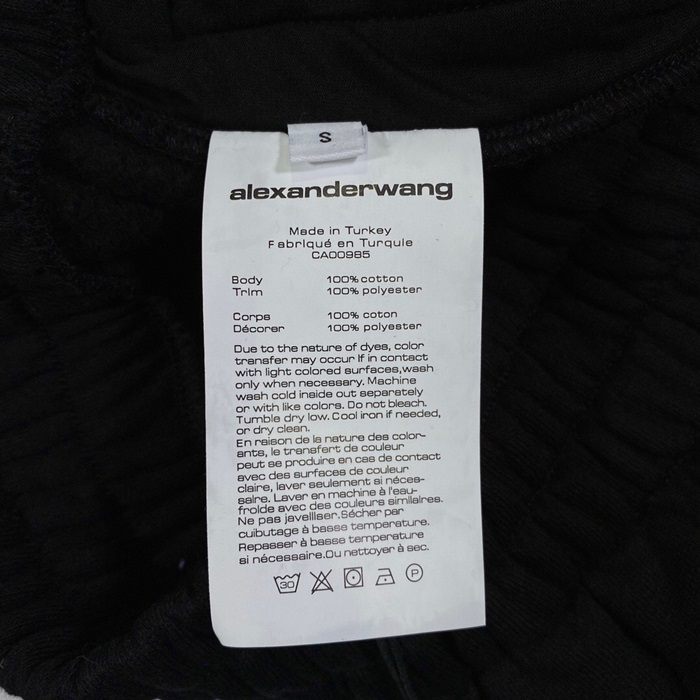 S
alexanderwang
Made in Turkey
Fabriqué en Turquie
CA00985
Body 100% cotton
Trim 100% polyester
Corps 100% coton
Décorer 100% polyester
Due to the nature of dyes, color
transfer may occur if in contact
with light colored surfaces,wash
only when necessary. Machine
wash cold inside out separately
or with like colors. Do not bleach.
Tumble dry low. Cool iron if needed,
or dry clean.
En raison de la nature des color-
ants, le transfert de couleur
peut se produire en cas de contact
avec des surfaces de couleur
claire, laver seulement si néces-
saire. Laver en machine à l'eau-
froide avec des couleurs similaires.
Ne pas javelliser.Sécher par
culbutage à basse temperature.
Repasser à basse temperature
si nécessaire.Ou nettoyer à sec.
30 P